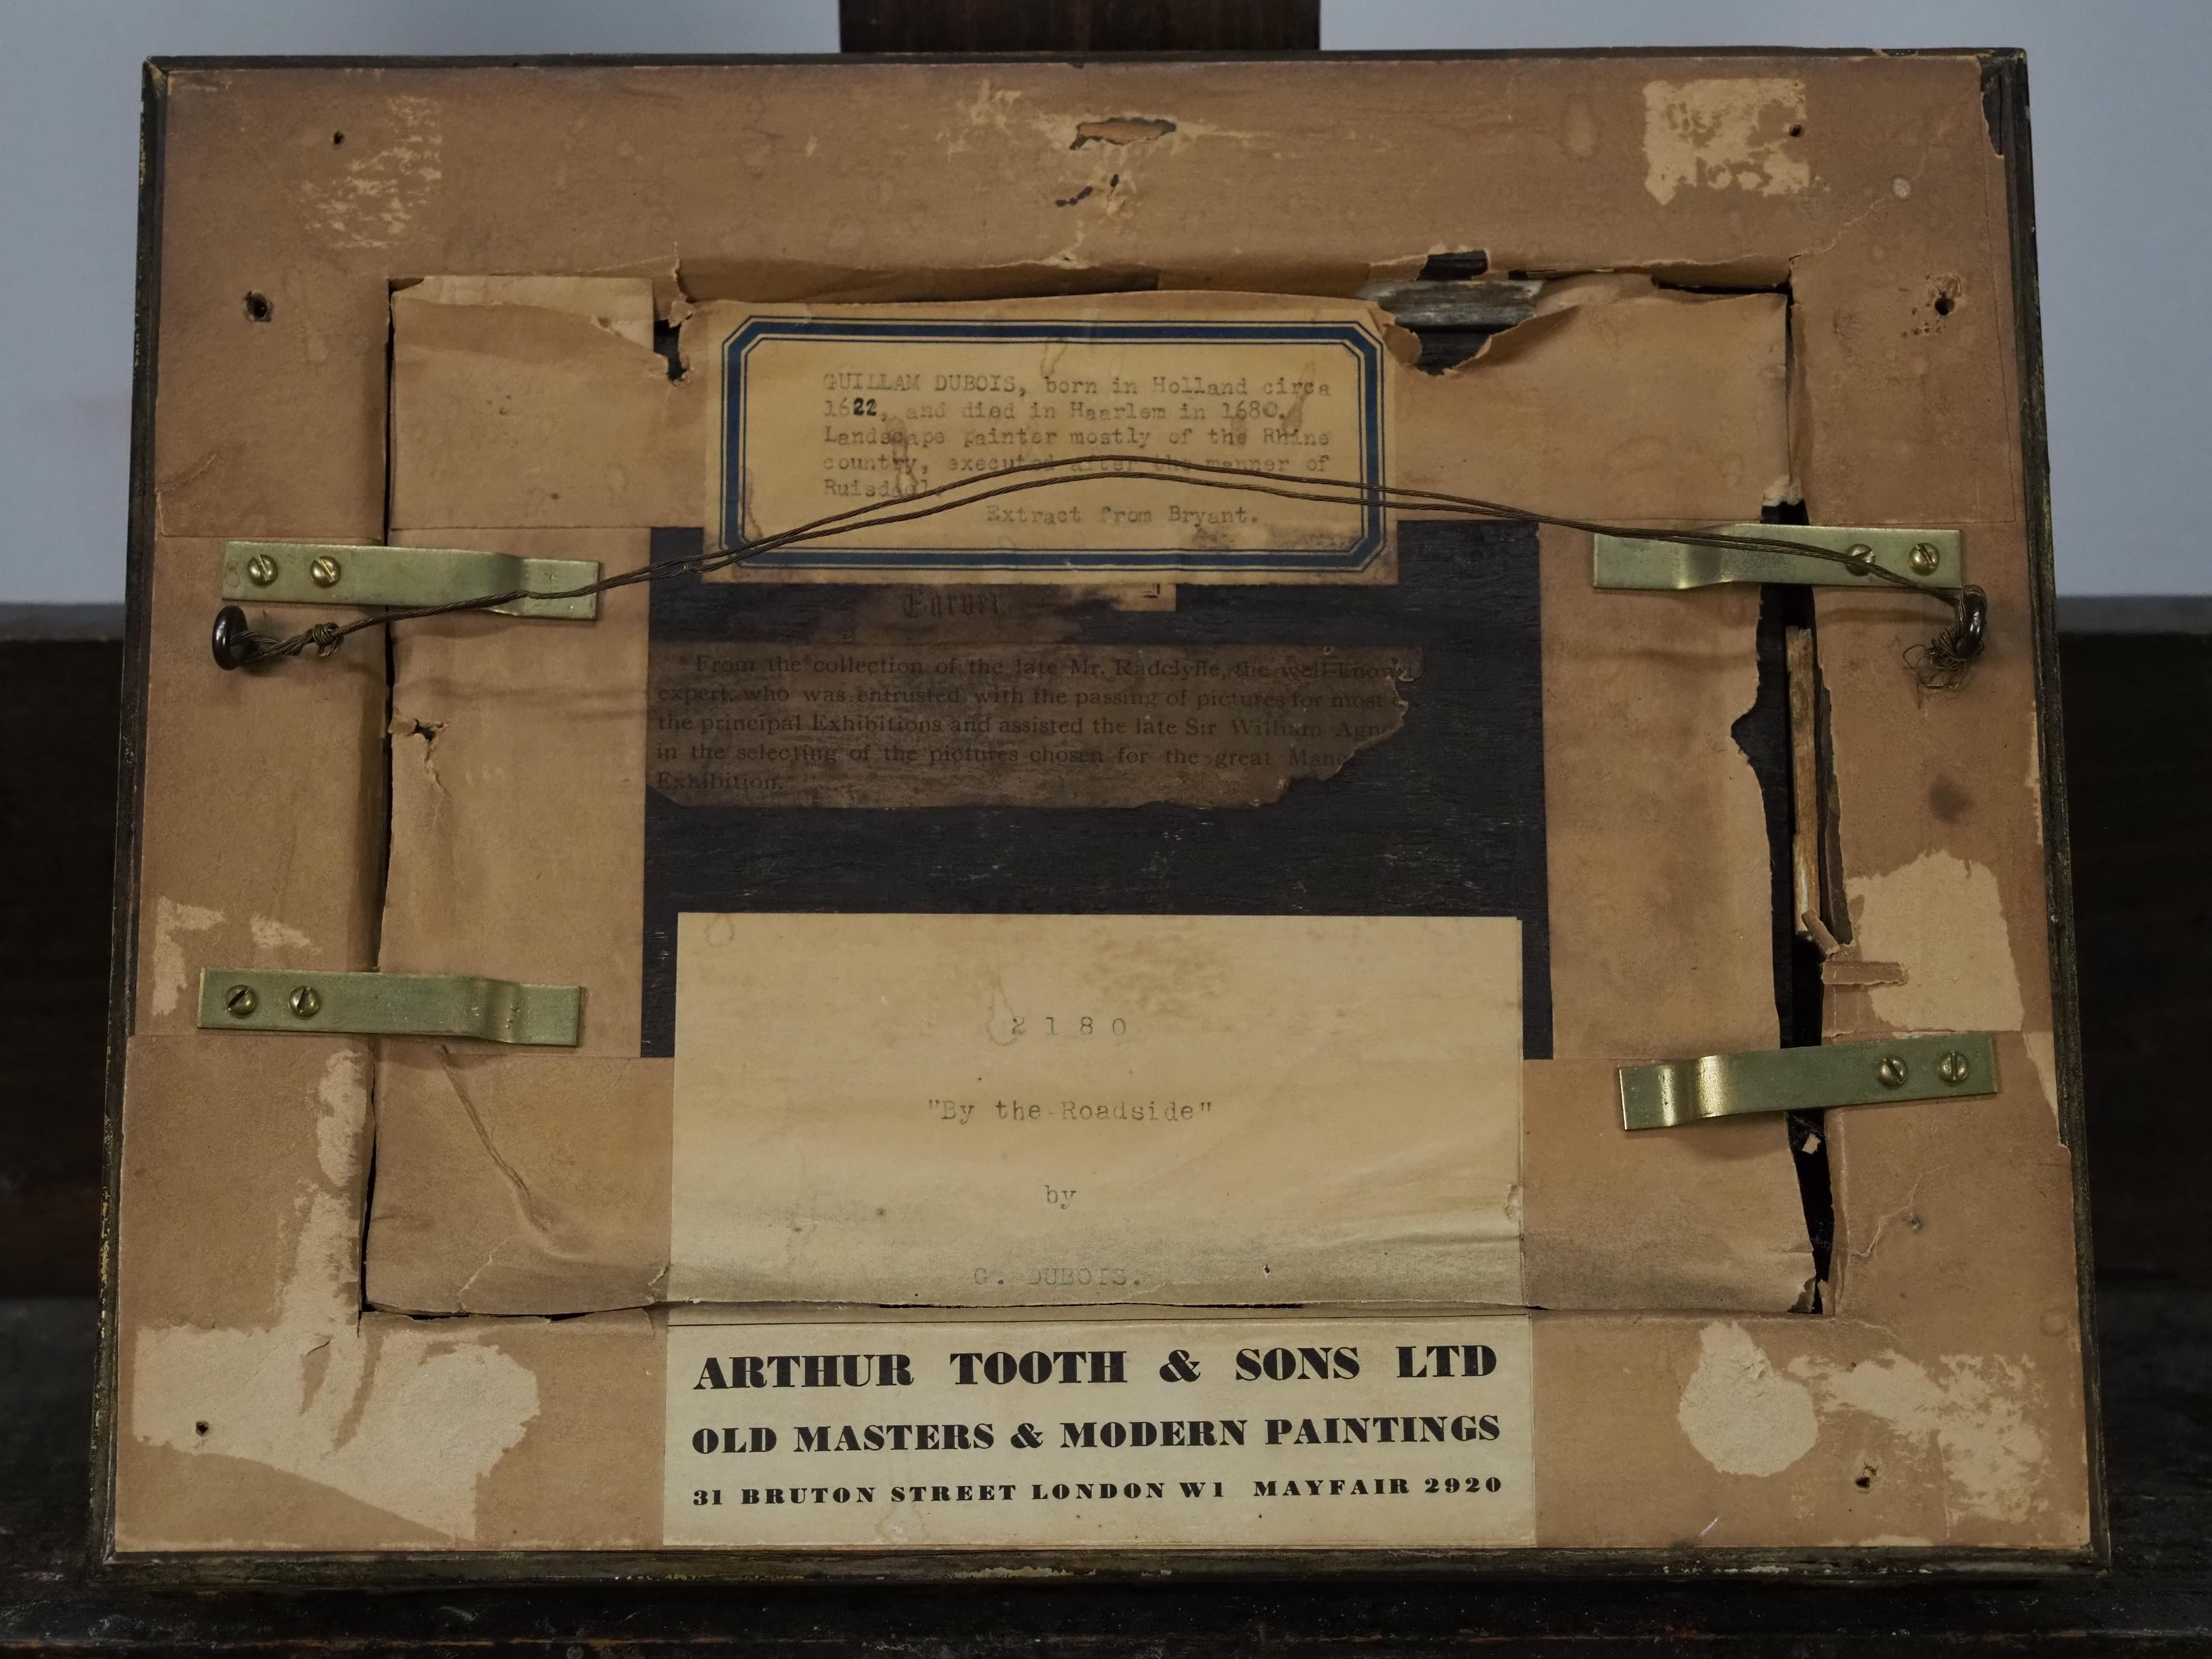 GUILLAM DUBOIS, born in Holland circa
1622, and died in Haarlem in 1680.
Landscape painter mostly of the Rhine
country, executed after the manner of
Ruisdael.
Extract from Bryant.
From the collection of the late Mr. Radclyffe, the well-know
expert, who was entrusted with the passing of pictures for most
the principal Exhibitions and assisted the late Sir William Agne
in the selecting of the pictures chosen for the great Manc
Exhibition.
2180
"By the Roadside"
by
G. DUBOIS.
ARTHUR TOOTH & SONS LTD
OLD MASTERS & MODERN PAINTINGS
31 BRUTON STREET LONDON W1 MAYFAIR 2920